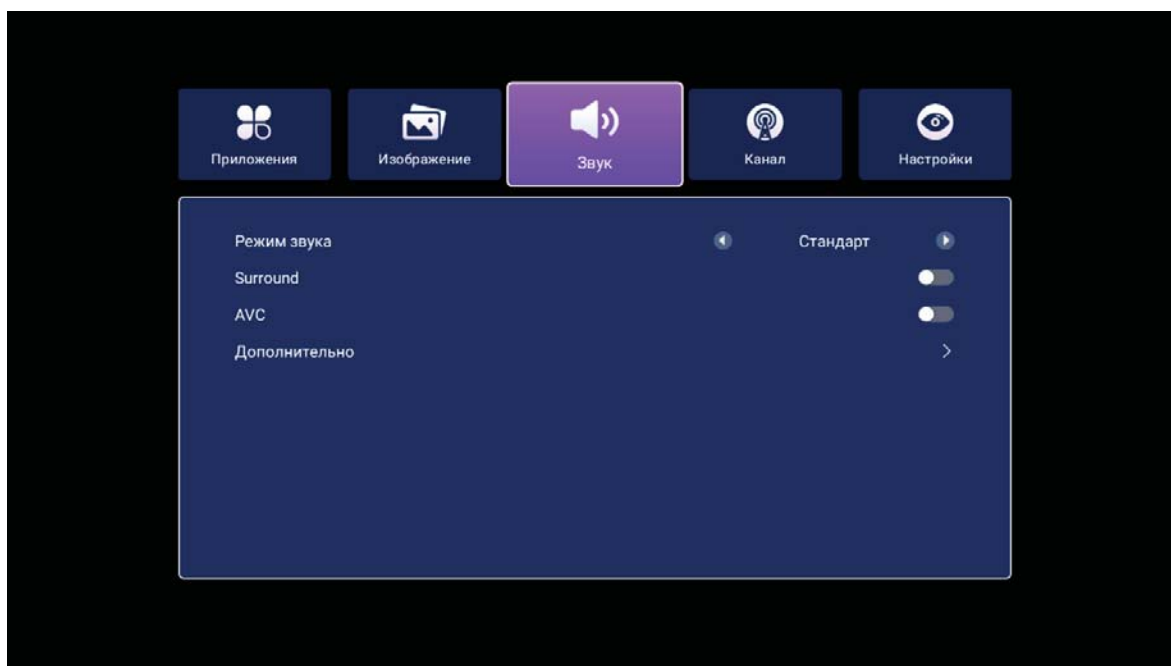 Приложения Изображение Звук Канал Настройки
Режим звука Стандарт
Surround
AVC
Дополнительно